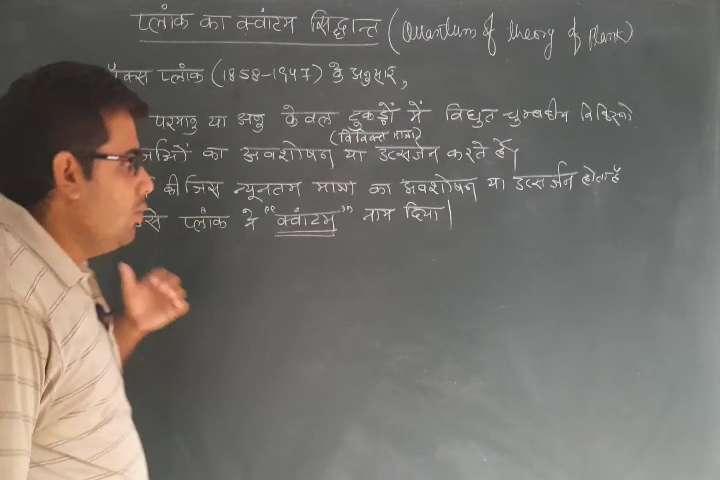 प्लांक का क्वांटम सिद्धान्त (Quantum of theory of plank)
प्लांक (1858-1947) के अनुसार,
परमाणु या अणु केवल टुकड़ों में विद्युत चुम्बकीय
(विविक्त मात्रा)
का अवशोषण या उत्सर्जन करते हैं।
की जिस न्यूनतम मात्रा का अवशोषण या उत्सर्जन होता है
प्लांक ने "क्वांटम" नाम दिया।